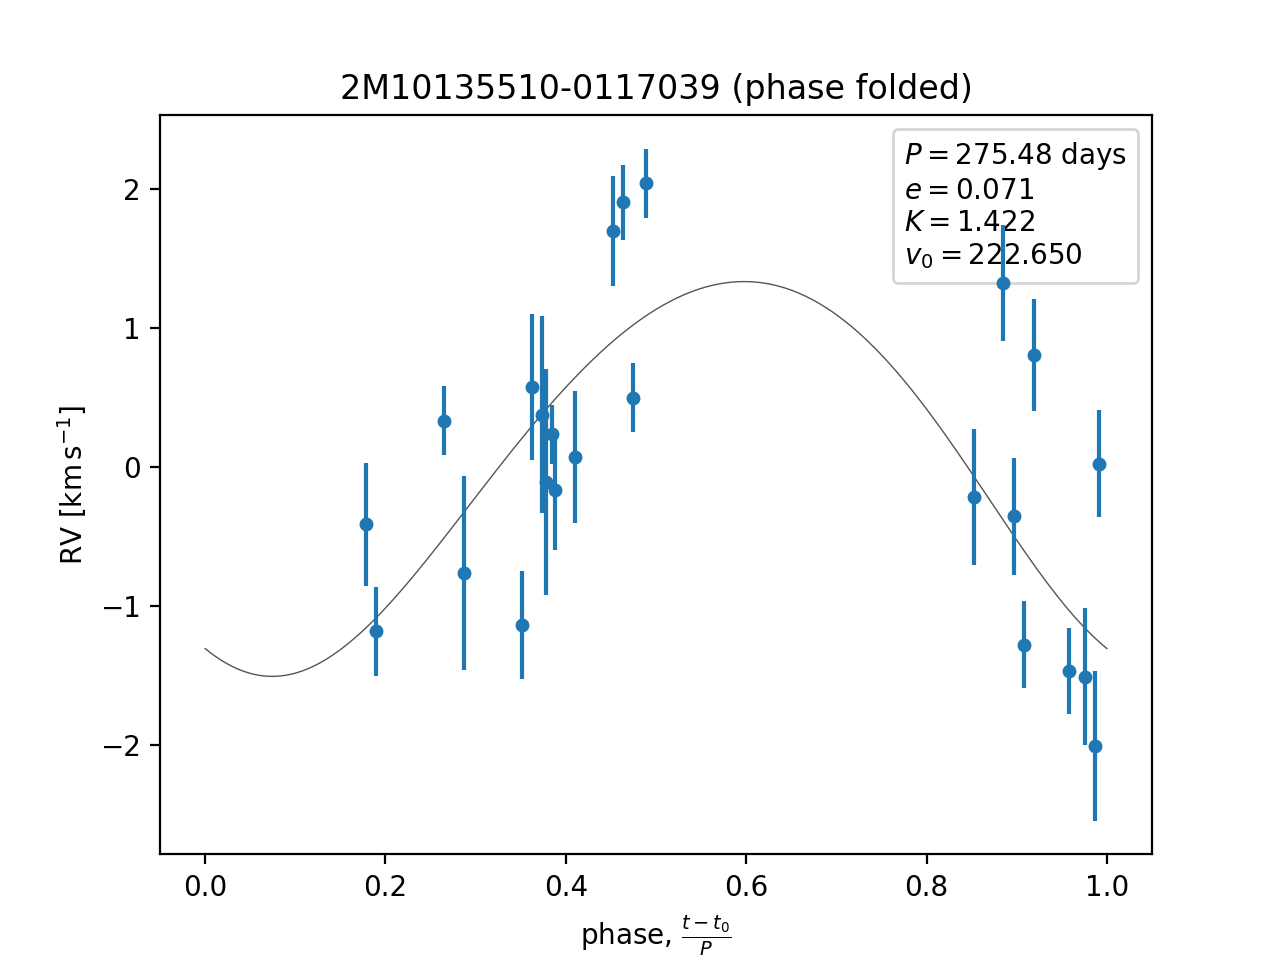 2M10135510-0117039 (phase folded)
P = 275.48 days
e = 0.071
K = 1.422
v₀ = 222.650
RV [km s⁻¹]
2
1
0
−1
−2
0.0 0.2 0.4 0.6 0.8 1.0
phase, (t − t₀)/P